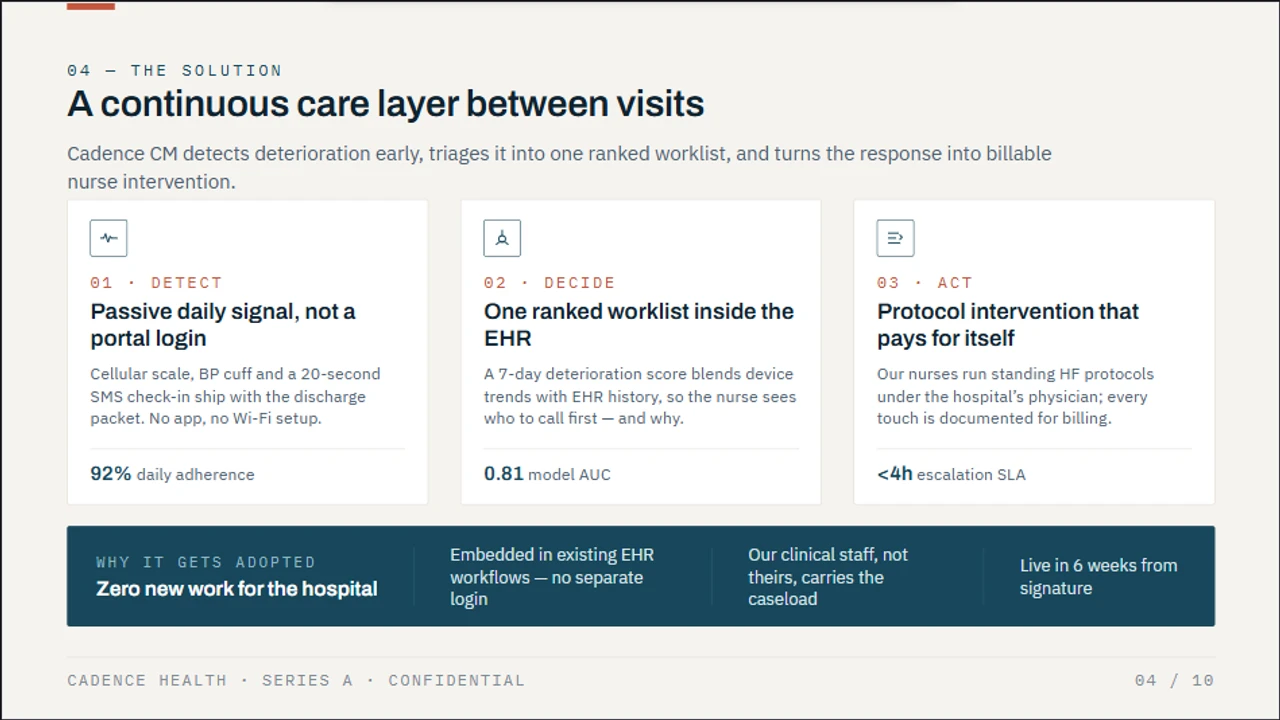 04 — THE SOLUTION
A continuous care layer between visits
Cadence CM detects deterioration early, triages it into one ranked worklist, and turns the response into billable
nurse intervention.
01 · DETECT
Passive daily signal, not a
portal login
Cellular scale, BP cuff and a 20-second
SMS check-in ship with the discharge
packet. No app, no Wi-Fi setup.
92% daily adherence
02 · DECIDE
One ranked worklist inside the
EHR
A 7-day deterioration score blends device
trends with EHR history, so the nurse sees
who to call first — and why.
0.81 model AUC
03 · ACT
Protocol intervention that
pays for itself
Our nurses run standing HF protocols
under the hospital’s physician; every
touch is documented for billing.
<4h escalation SLA
WHY IT GETS ADOPTED
Zero new work for the hospital
Embedded in existing EHR
workflows — no separate
login
Our clinical staff, not
theirs, carries the
caseload
Live in 6 weeks from
signature
CADENCE HEALTH · SERIES A · CONFIDENTIAL
04 / 10